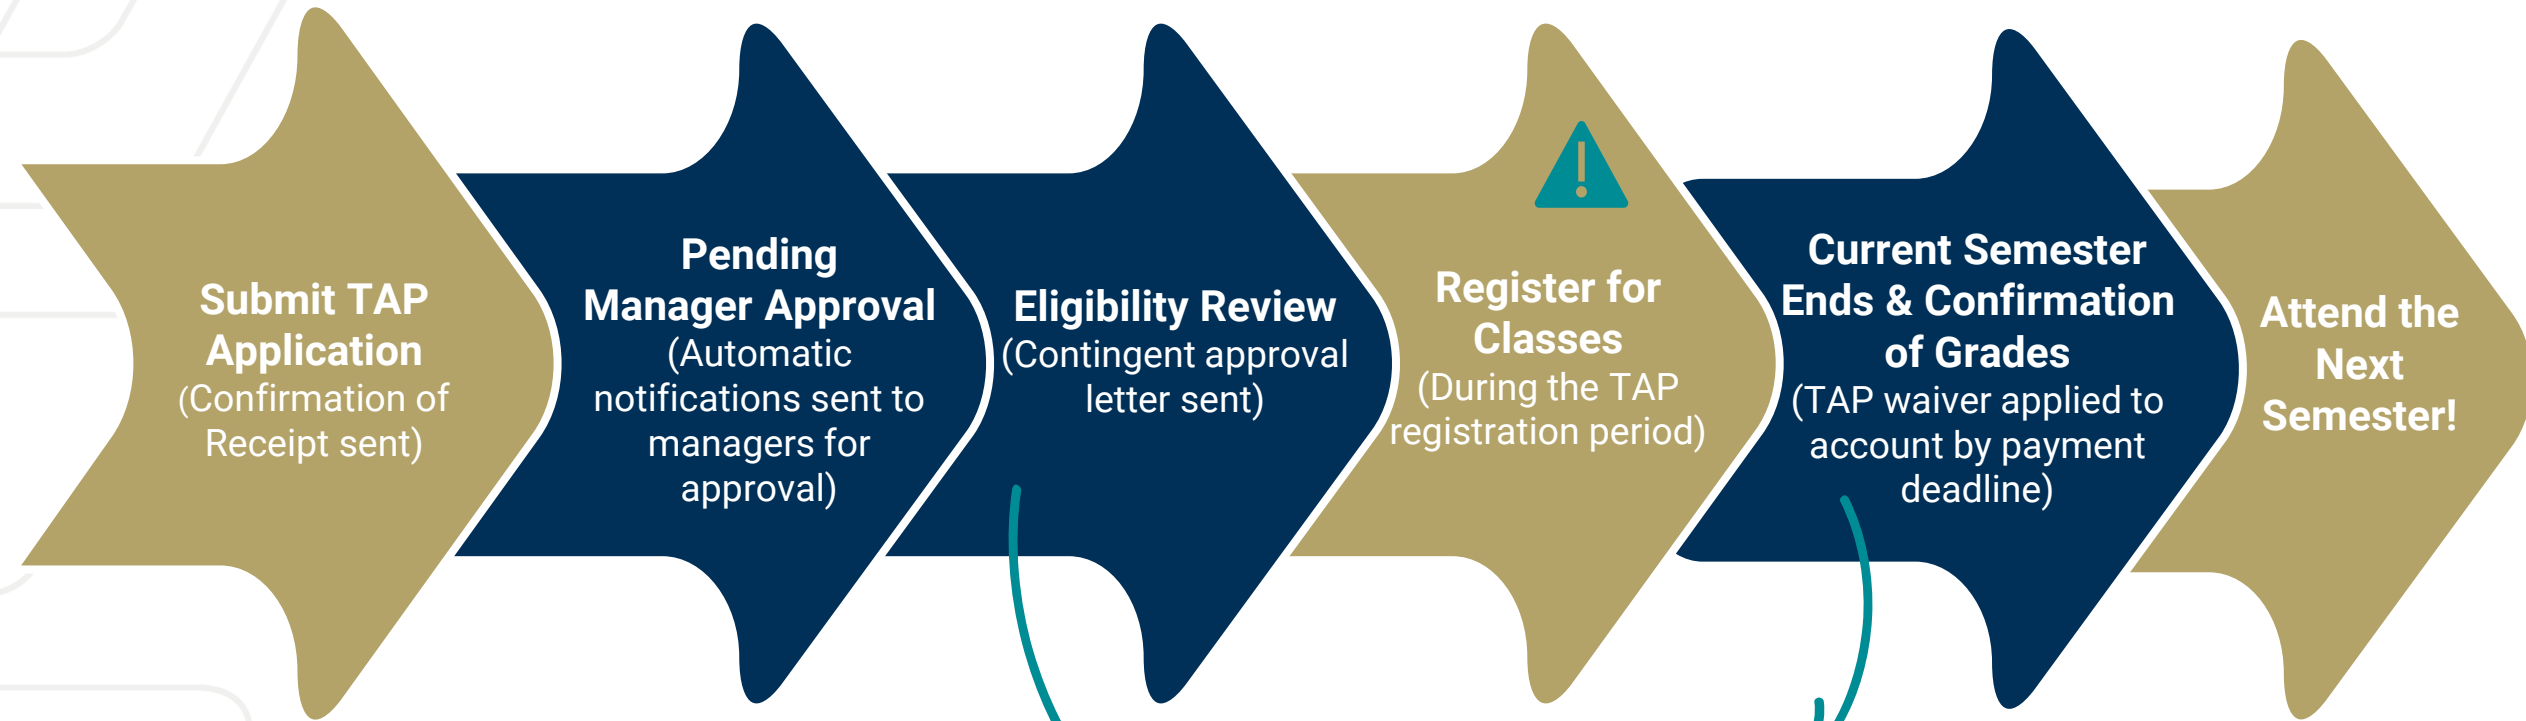 Submit TAP
Application
(Confirmation of
Receipt sent)
Pending
Manager Approval
(Automatic
notifications sent to
managers for
approval)
Eligibility Review
(Contingent approval
letter sent)
Register for
Classes
(During the TAP
registration period)
Current Semester
Ends & Confirmation
of Grades
(TAP waiver applied to
account by payment
deadline)
Attend the
Next
Semester!